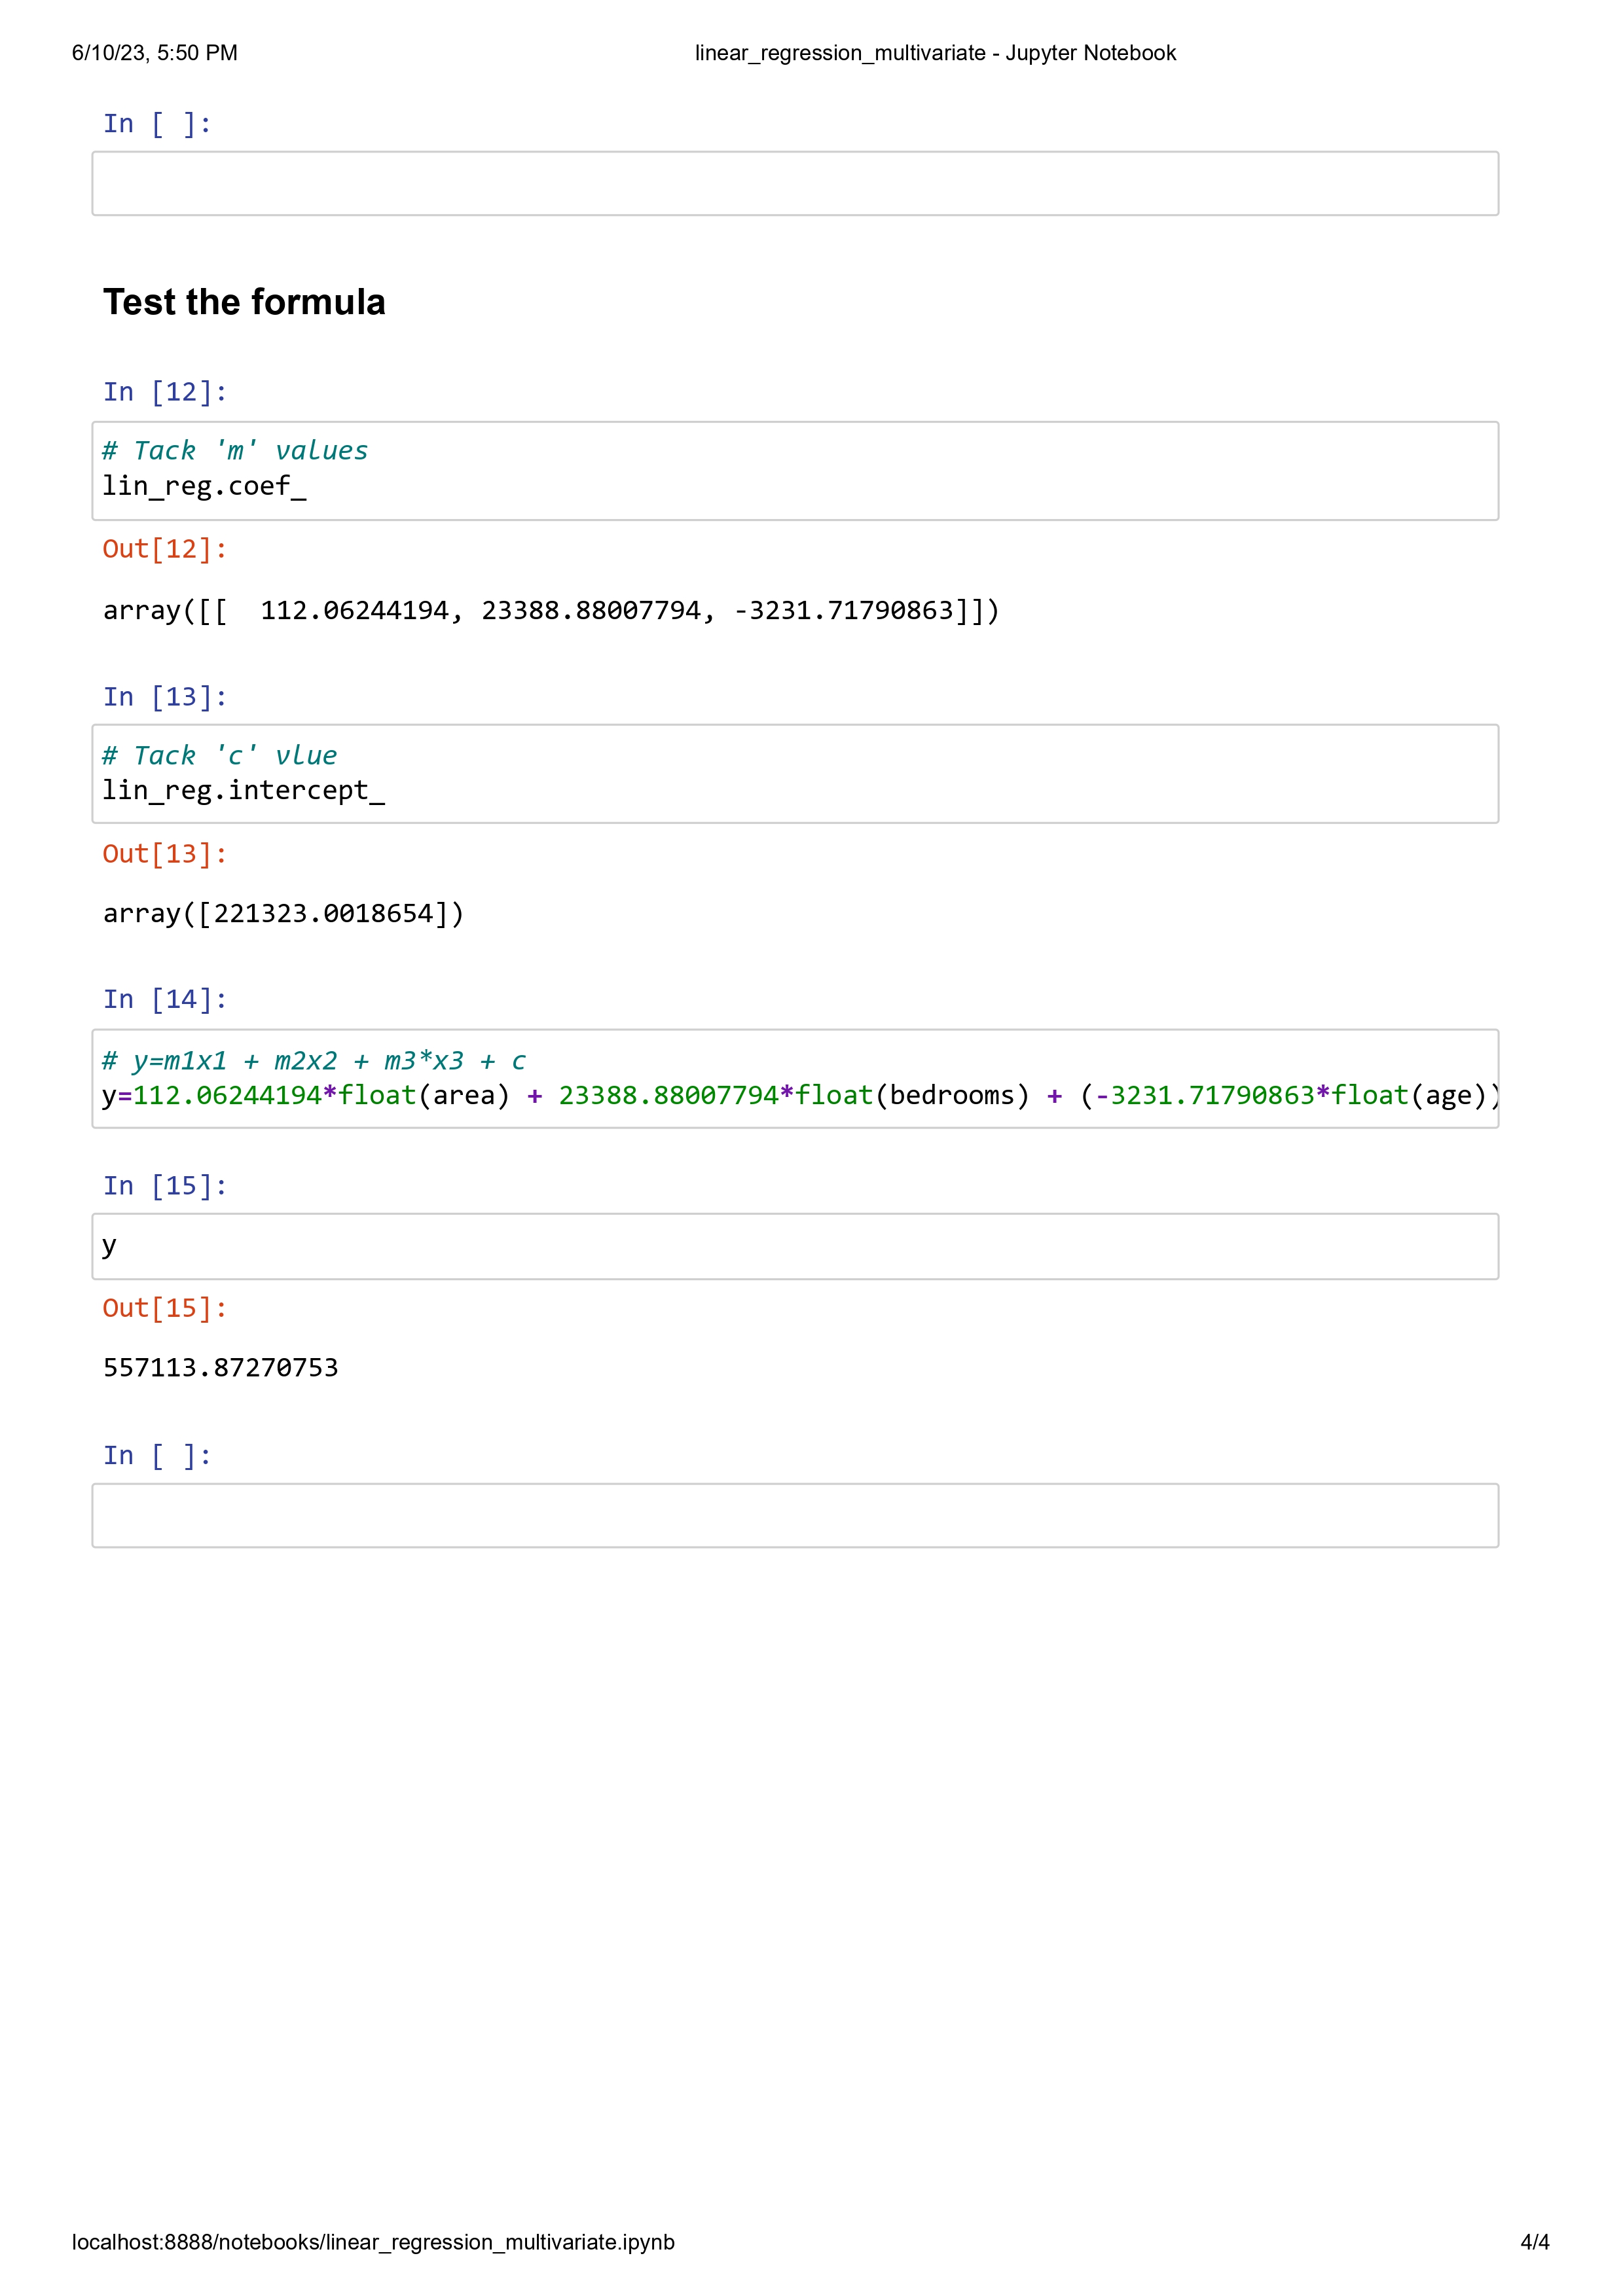 6/10/23, 5:50 PM linear_regression_multivariate - Jupyter Notebook
In [ ]:
Test the formula
In [12]:
# Tack 'm' values
lin_reg.coef_
Out[12]:
array([[  112.06244194, 23388.88007794, -3231.71790863]])
In [13]:
# Tack 'c' vlue
lin_reg.intercept_
Out[13]:
array([221323.0018654])
In [14]:
# y=m1x1 + m2x2 + m3*x3 + c
y=112.06244194*float(area) + 23388.88007794*float(bedrooms) + (-3231.71790863*float(age))
In [15]:
y
Out[15]:
557113.87270753
In [ ]:
localhost:8888/notebooks/linear_regression_multivariate.ipynb 4/4